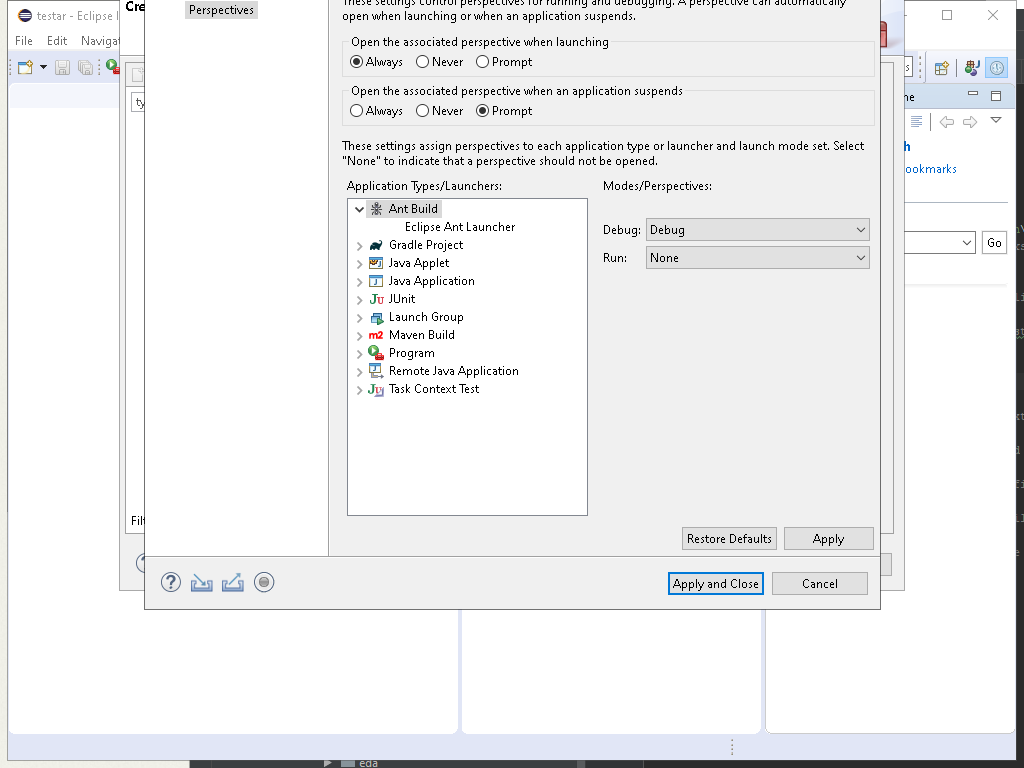 testar - Eclipse
Cre
File Edit Naviga
Perspectives
These settings control perspectives for running and debugging. A perspective can automatically
open when launching or when an application suspends.
Open the associated perspective when launching
Always Never Prompt
Open the associated perspective when an application suspends
Always Never Prompt
These settings assign perspectives to each application type or launcher and launch mode set. Select
"None" to indicate that a perspective should not be opened.
Application Types/Launchers:
Modes/Perspectives:
Ant Build
Eclipse Ant Launcher
Gradle Project
Java Applet
Java Application
JUnit
Launch Group
Maven Build
Program
Remote Java Application
Task Context Test
Debug: Debug
Run: None
Restore Defaults Apply
Apply and Close Cancel
ty
Filt
ne
h
ookmarks
Go
eda